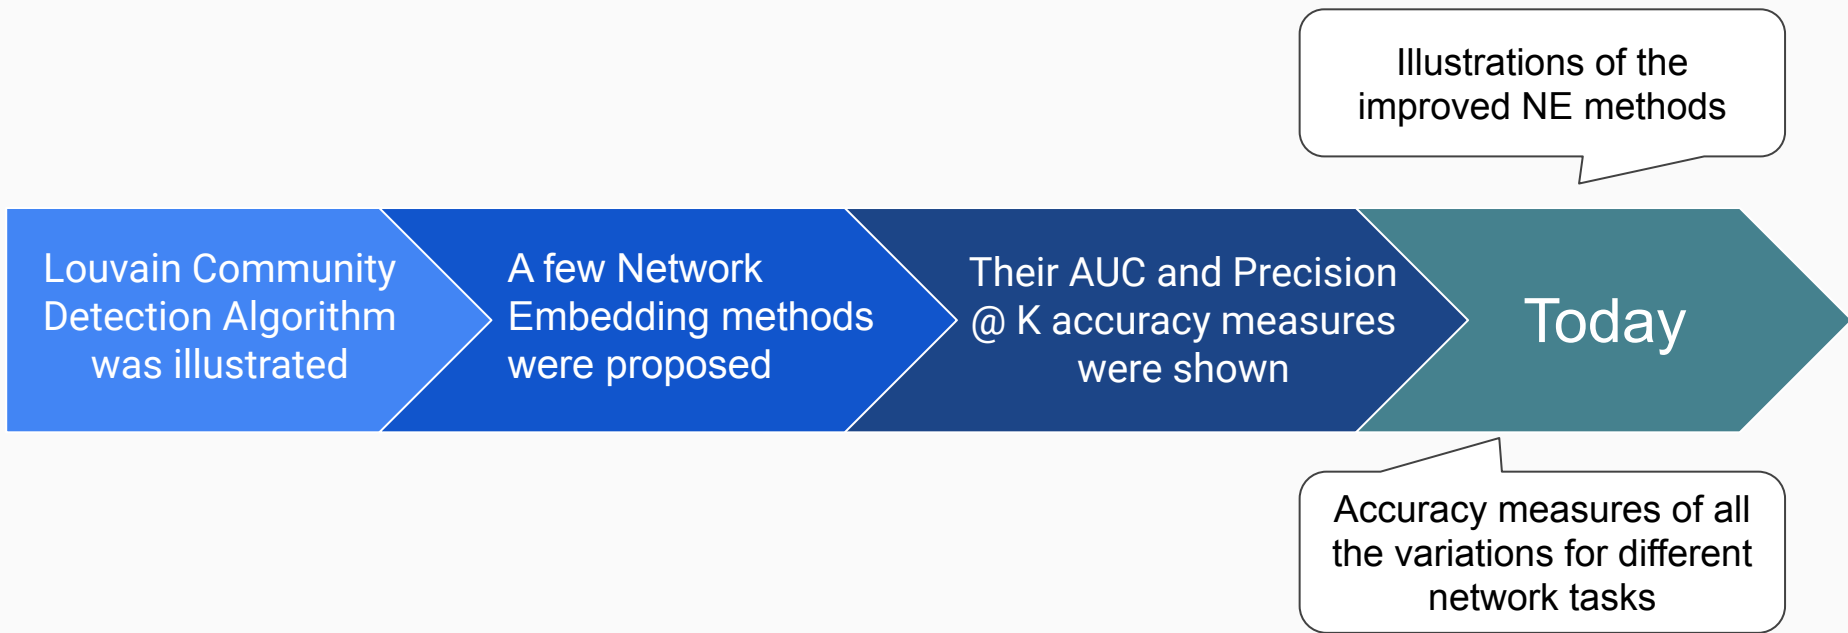 Illustrations of the
improved NE methods
Louvain Community
Detection Algorithm
was illustrated
A few Network
Embedding methods
were proposed
Their AUC and Precision
@ K accuracy measures
were shown
Today
Accuracy measures of all
the variations for different
network tasks